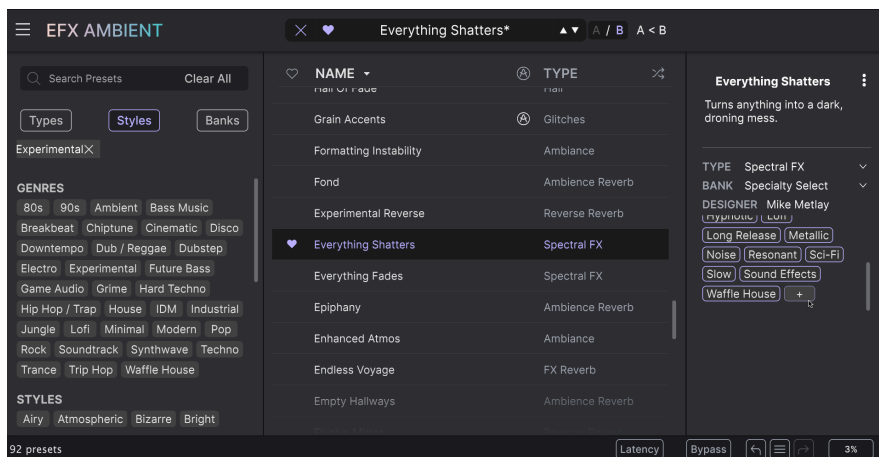 EFX AMBIENT
Everything Shatters*
A / B A < B
Search Presets Clear All
Types Styles Banks
Experimental
GENRES
80s 90s Ambient Bass Music
Breakbeat Chiptune Cinematic Disco
Downtempo Dub / Reggae Dubstep
Electro Experimental Future Bass
Game Audio Grime Hard Techno
Hip Hop / Trap House IDM Industrial
Jungle Lofi Minimal Modern Pop
Rock Soundtrack Synthwave Techno
Trance Trip Hop Waffle House
STYLES
Airy Atmospheric Bizarre Bright
NAME TYPE
Hall Of Fade Hall
Grain Accents Glitches
Formatting Instability Ambiance
Fond Ambience Reverb
Experimental Reverse Reverse Reverb
Everything Shatters Spectral FX
Everything Fades Spectral FX
Epiphany Ambience Reverb
Enhanced Atmos Ambiance
Endless Voyage FX Reverb
Empty Hallways Ambience Reverb
Everything Shatters
Turns anything into a dark,
droning mess.
TYPE Spectral FX
BANK Specialty Select
DESIGNER Mike Metlay
Hypnotic Lofi
Long Release Metallic
Noise Resonant Sci-Fi
Slow Sound Effects
Waffle House +
92 presets
Latency Bypass 3%